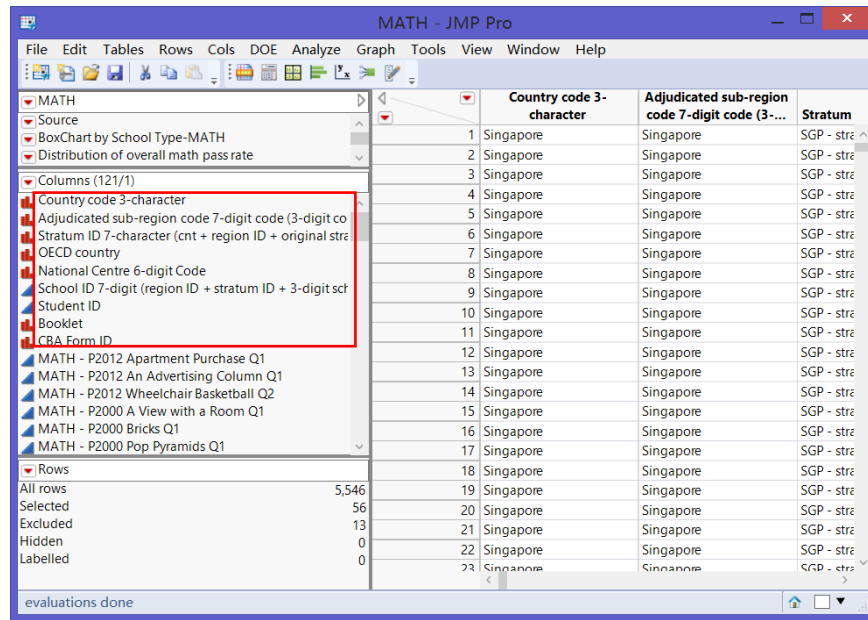 MATH - JMP Pro
File Edit Tables Rows Cols DOE Analyze Graph Tools View Window Help
MATH
Source
BoxChart by School Type-MATH
Distribution of overall math pass rate
Columns (121/1)
Country code 3-character
Adjudicated sub-region code 7-digit code (3-digit co
Stratum ID 7-character (cnt + region ID + original stra
OECD country
National Centre 6-digit Code
School ID 7-digit (region ID + stratum ID + 3-digit sch
Student ID
Booklet
CBA Form ID
MATH - P2012 Apartment Purchase Q1
MATH - P2012 An Advertising Column Q1
MATH - P2012 Wheelchair Basketball Q2
MATH - P2000 A View with a Room Q1
MATH - P2000 Bricks Q1
MATH - P2000 Pop Pyramids Q1
Rows
All rows 5,546
Selected 56
Excluded 13
Hidden 0
Labelled 0
Country code 3-
character
Adjudicated sub-region
code 7-digit code (3-...
Stratum
1 Singapore Singapore SGP - stra
2 Singapore Singapore SGP - stra
3 Singapore Singapore SGP - stra
4 Singapore Singapore SGP - stra
5 Singapore Singapore SGP - stra
6 Singapore Singapore SGP - stra
7 Singapore Singapore SGP - stra
8 Singapore Singapore SGP - stra
9 Singapore Singapore SGP - stra
10 Singapore Singapore SGP - stra
11 Singapore Singapore SGP - stra
12 Singapore Singapore SGP - stra
13 Singapore Singapore SGP - stra
14 Singapore Singapore SGP - stra
15 Singapore Singapore SGP - stra
16 Singapore Singapore SGP - stra
17 Singapore Singapore SGP - stra
18 Singapore Singapore SGP - stra
19 Singapore Singapore SGP - stra
20 Singapore Singapore SGP - stra
21 Singapore Singapore SGP - stra
22 Singapore Singapore SGP - stra
23 Singapore Singapore SGP - stra
evaluations done